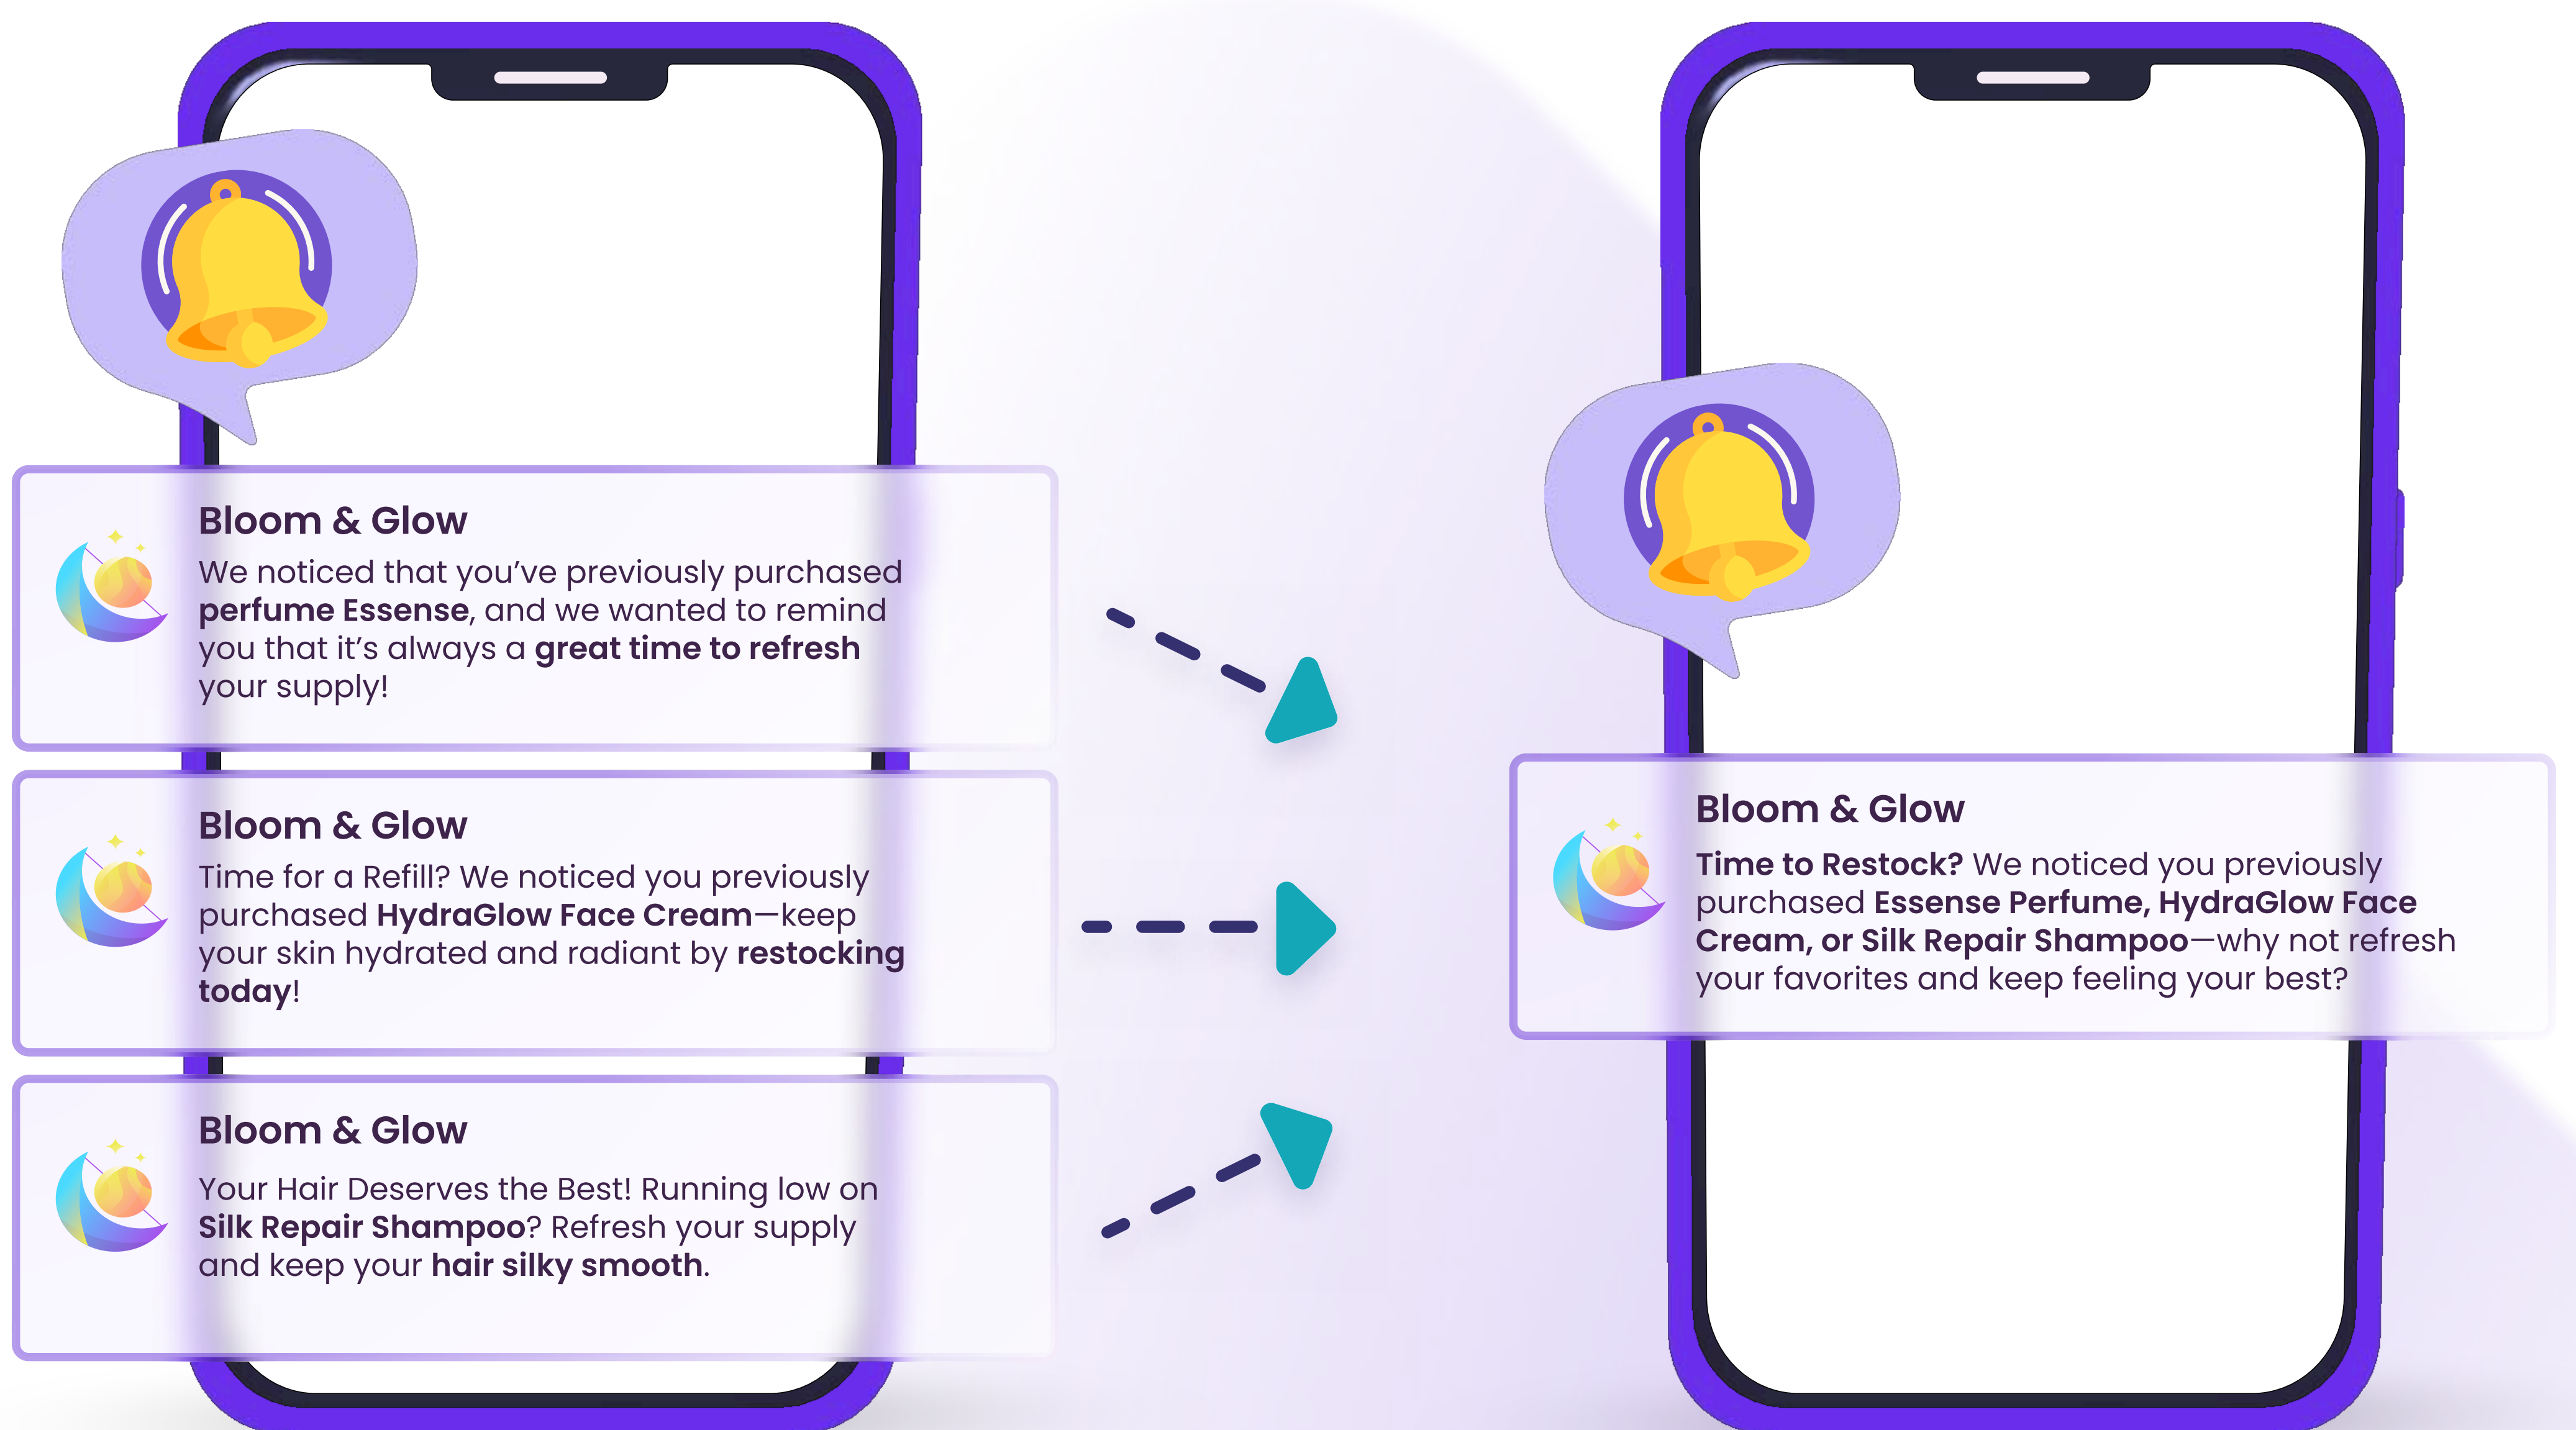 Bloom & Glow
We noticed that you’ve previously purchased
perfume Essense, and we wanted to remind
you that it’s always a great time to refresh
your supply!
Bloom & Glow
Time for a Refill? We noticed you previously
purchased HydraGlow Face Cream—keep
your skin hydrated and radiant by restocking
today!
Bloom & Glow
Your Hair Deserves the Best! Running low on
Silk Repair Shampoo? Refresh your supply
and keep your hair silky smooth.
Bloom & Glow
Time to Restock? We noticed you previously
purchased Essense Perfume, HydraGlow Face
Cream, or Silk Repair Shampoo—why not refresh
your favorites and keep feeling your best?